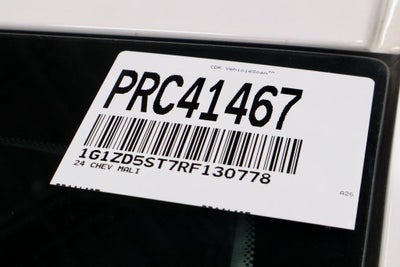 CDK VehicleScan™
PRC41467
1G1ZD5ST7RF130778
24 CHEV MALI
A26